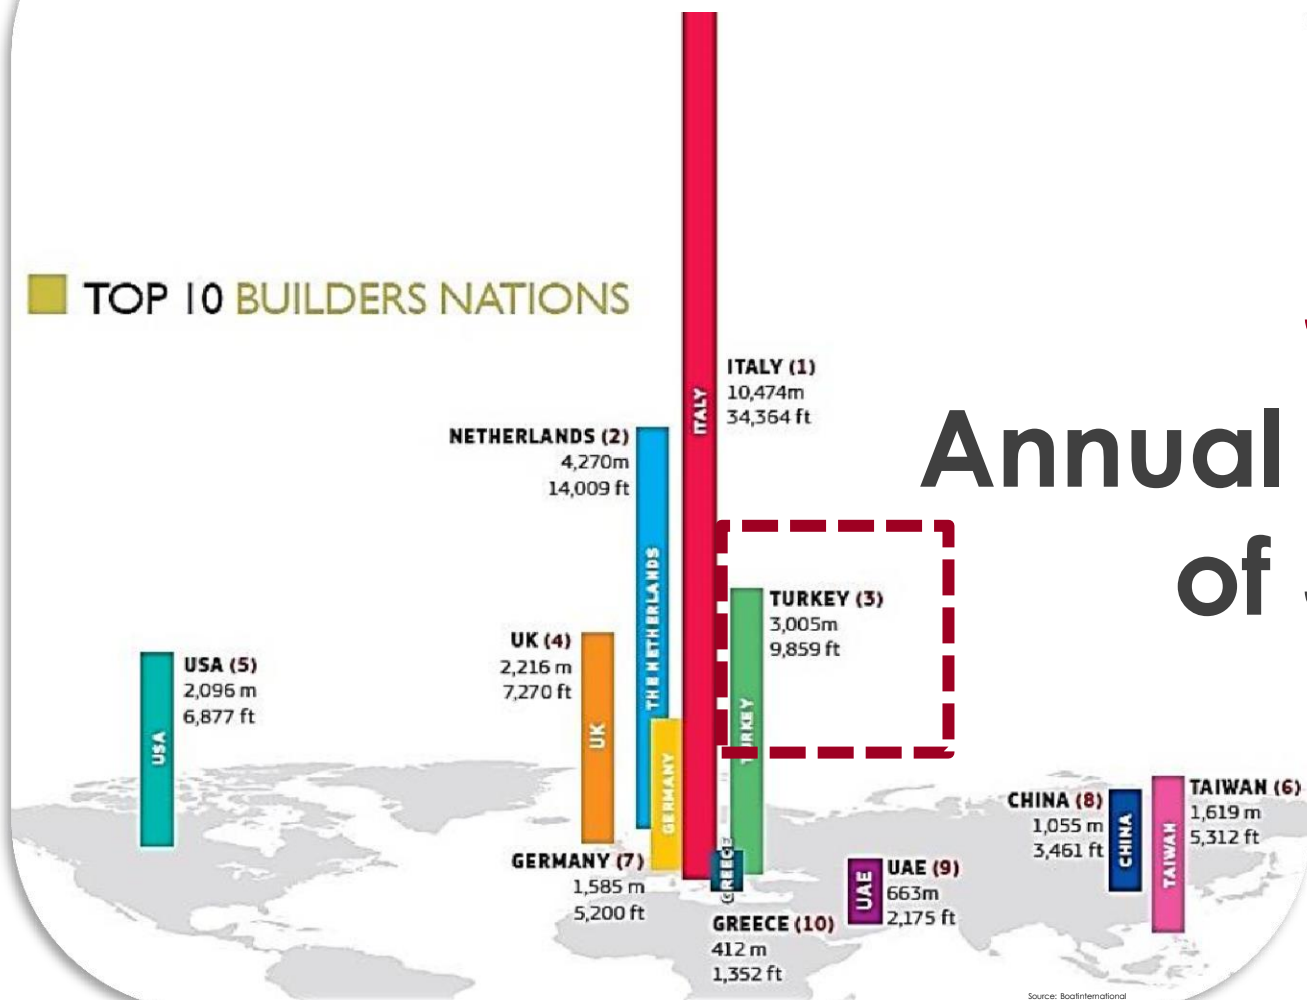 TOP 10 BUILDERS NATIONS
ITALY (1)
10,474m
34,364 ft
ITALY
NETHERLANDS (2)
4,270m
14,009 ft
THE NETHERLANDS
Annual
of
TURKEY (3)
3,005m
9,859 ft
TURKEY
UK (4)
2,216 m
7,270 ft
UK
USA (5)
2,096 m
6,877 ft
USA
GERMANY
GERMANY (7)
1,585 m
5,200 ft
GREECE
GREECE (10)
412 m
1,352 ft
UAE
UAE (9)
663m
2,175 ft
CHINA (8)
1,055 m
3,461 ft
CHINA
TAIWAN
TAIWAN (6)
1,619 m
5,312 ft
Source: Boatinternational